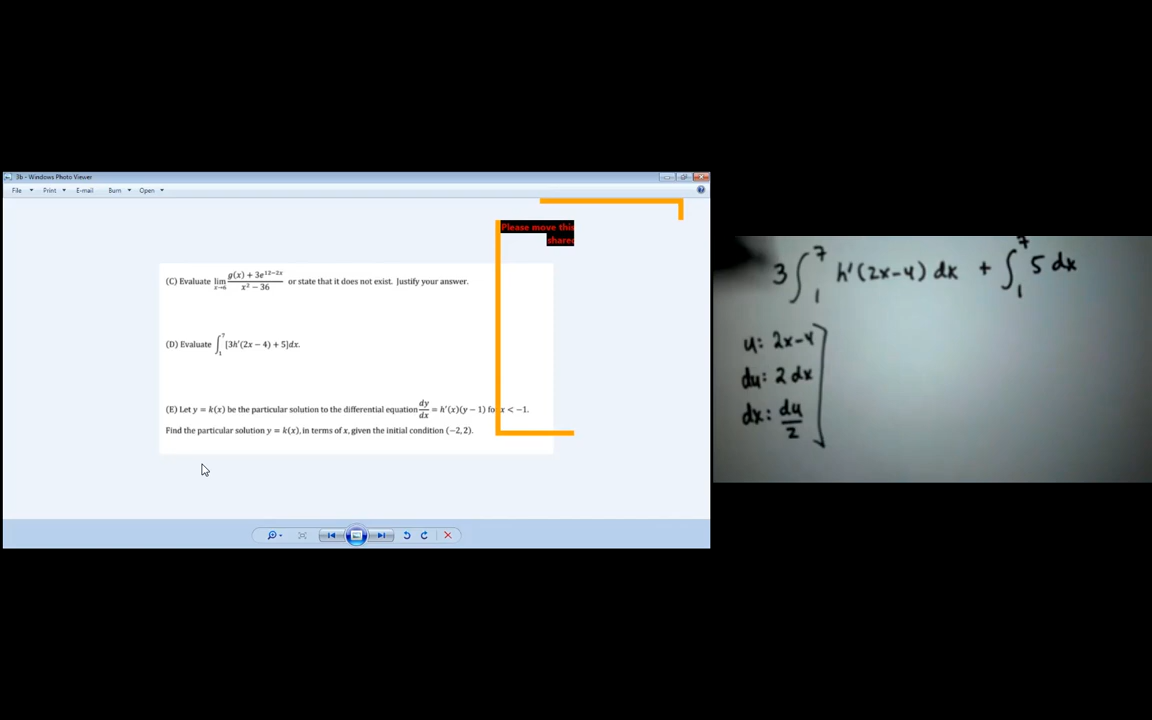 3b - Windows Photo Viewer
File Print E-mail Burn Open
Please move this
shared
(C) Evaluate lim x→6 (g(x) + 3e^(12−2x)) / (x² − 36) or state that it does not exist. Justify your answer.
(D) Evaluate ∫₁⁷ [3h′(2x − 4) + 5]dx.
(E) Let y = k(x) be the particular solution to the differential equation dy/dx = h′(x)(y − 1) for x < −1.
Find the particular solution y = k(x), in terms of x, given the initial condition (−2, 2).
3 ∫₁⁷ h′(2x−4) dx + ∫₁⁷ 5 dx
u: 2x−4
du: 2 dx
dx: du/2